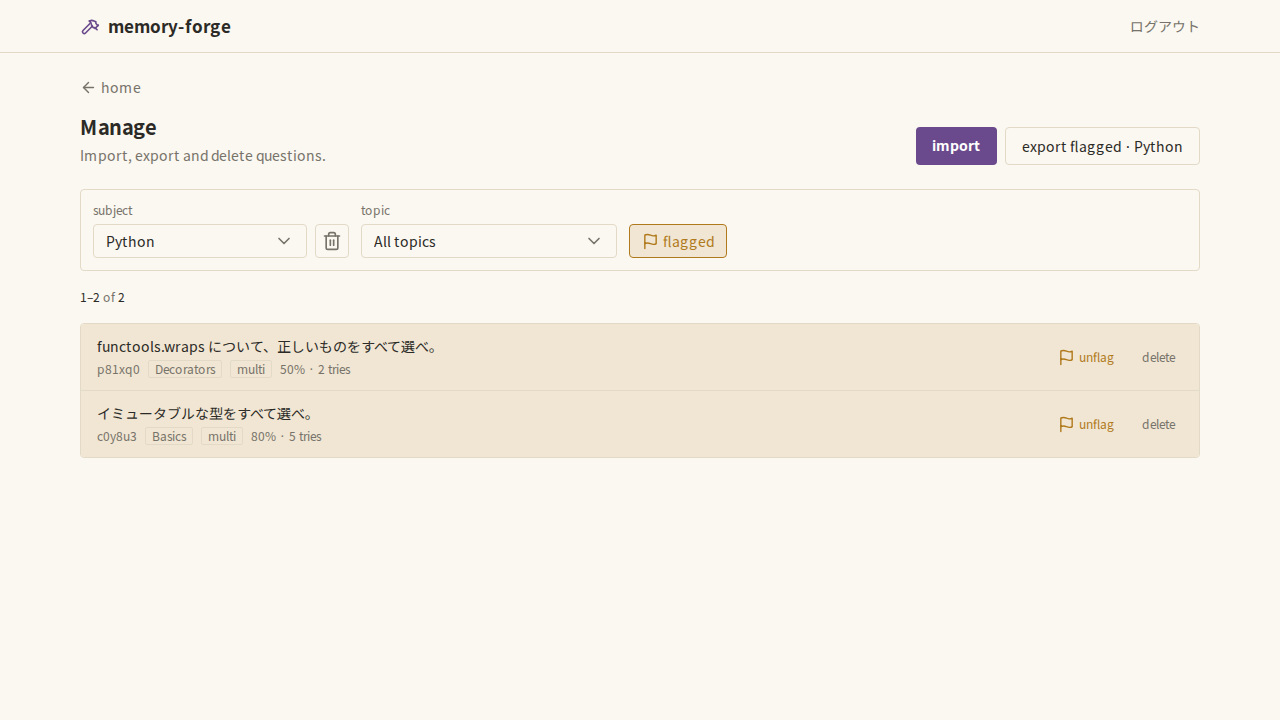 memory-forge
ログアウト
home
Manage
Import, export and delete questions.
import
export flagged · Python
subject
topic
Python
All topics
flagged
1–2 of 2
functools.wraps について、正しいものをすべて選べ。
p81xq0 Decorators multi 50% · 2 tries
unflag
delete
イミュータブルな型をすべて選べ。
c0y8u3 Basics multi 80% · 5 tries
unflag
delete